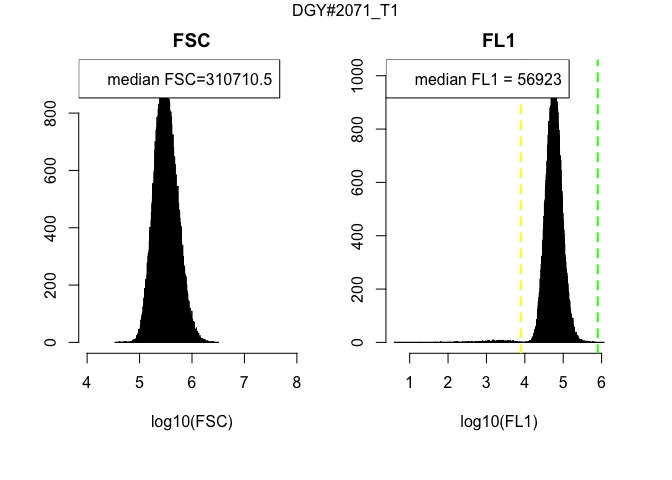 DGY#2071_T1
FSC
median FSC=310710.5
0 200 400 600 800
4 5 6 7 8
log10(FSC)
FL1
median FL1 = 56923
0 200 400 600 800 1000
1 2 3 4 5 6
log10(FL1)